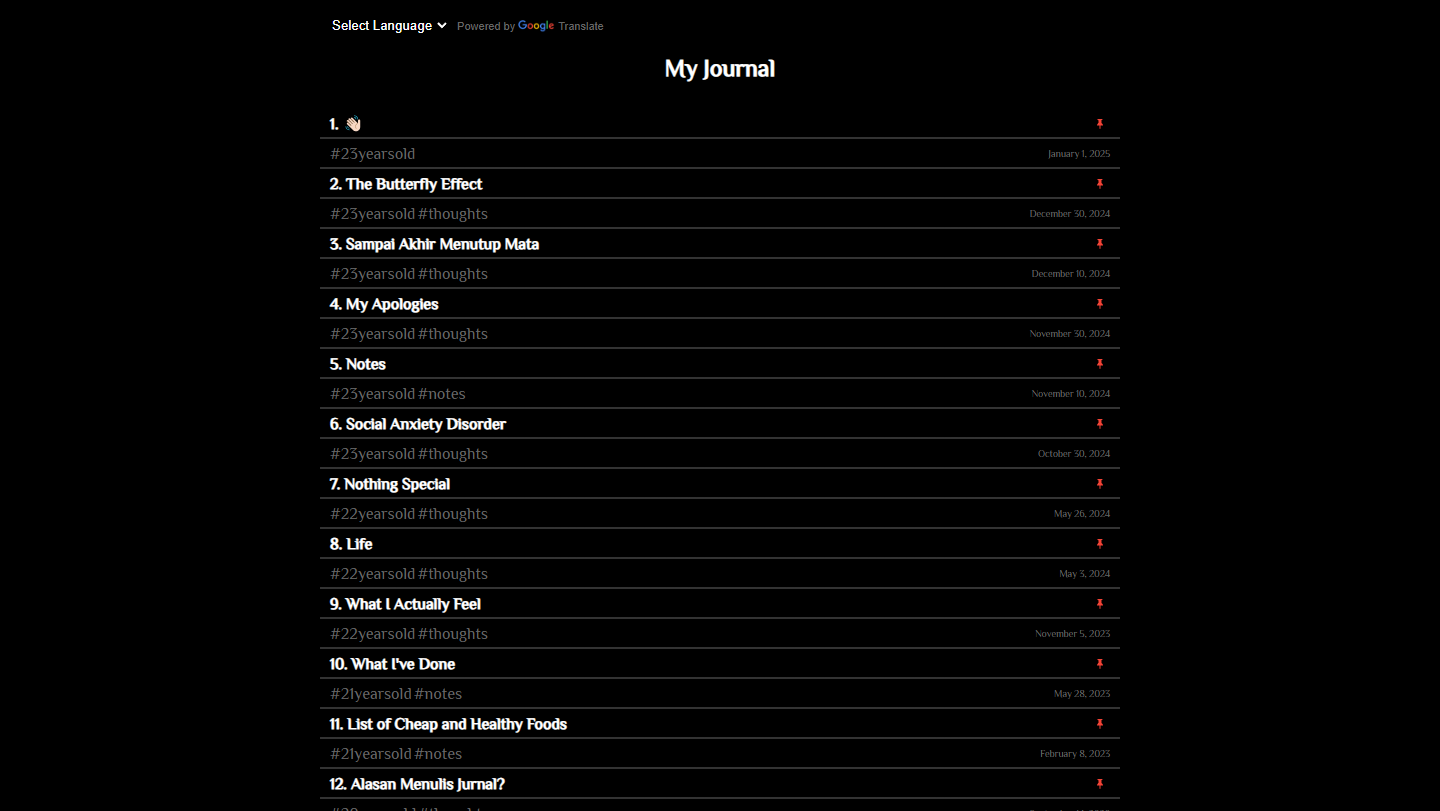 Select Language Powered by Google Translate
My Journal
1. 👋🏻
#23yearsold January 1, 2025
2. The Butterfly Effect
#23yearsold #thoughts December 30, 2024
3. Sampai Akhir Menutup Mata
#23yearsold #thoughts December 10, 2024
4. My Apologies
#23yearsold #thoughts November 30, 2024
5. Notes
#23yearsold #notes November 10, 2024
6. Social Anxiety Disorder
#23yearsold #thoughts October 30, 2024
7. Nothing Special
#22yearsold #thoughts May 26, 2024
8. Life
#22yearsold #thoughts May 3, 2024
9. What I Actually Feel
#22yearsold #thoughts November 5, 2023
10. What I've Done
#21yearsold #notes May 28, 2023
11. List of Cheap and Healthy Foods
#21yearsold #notes February 8, 2023
12. Alasan Menulis Jurnal?